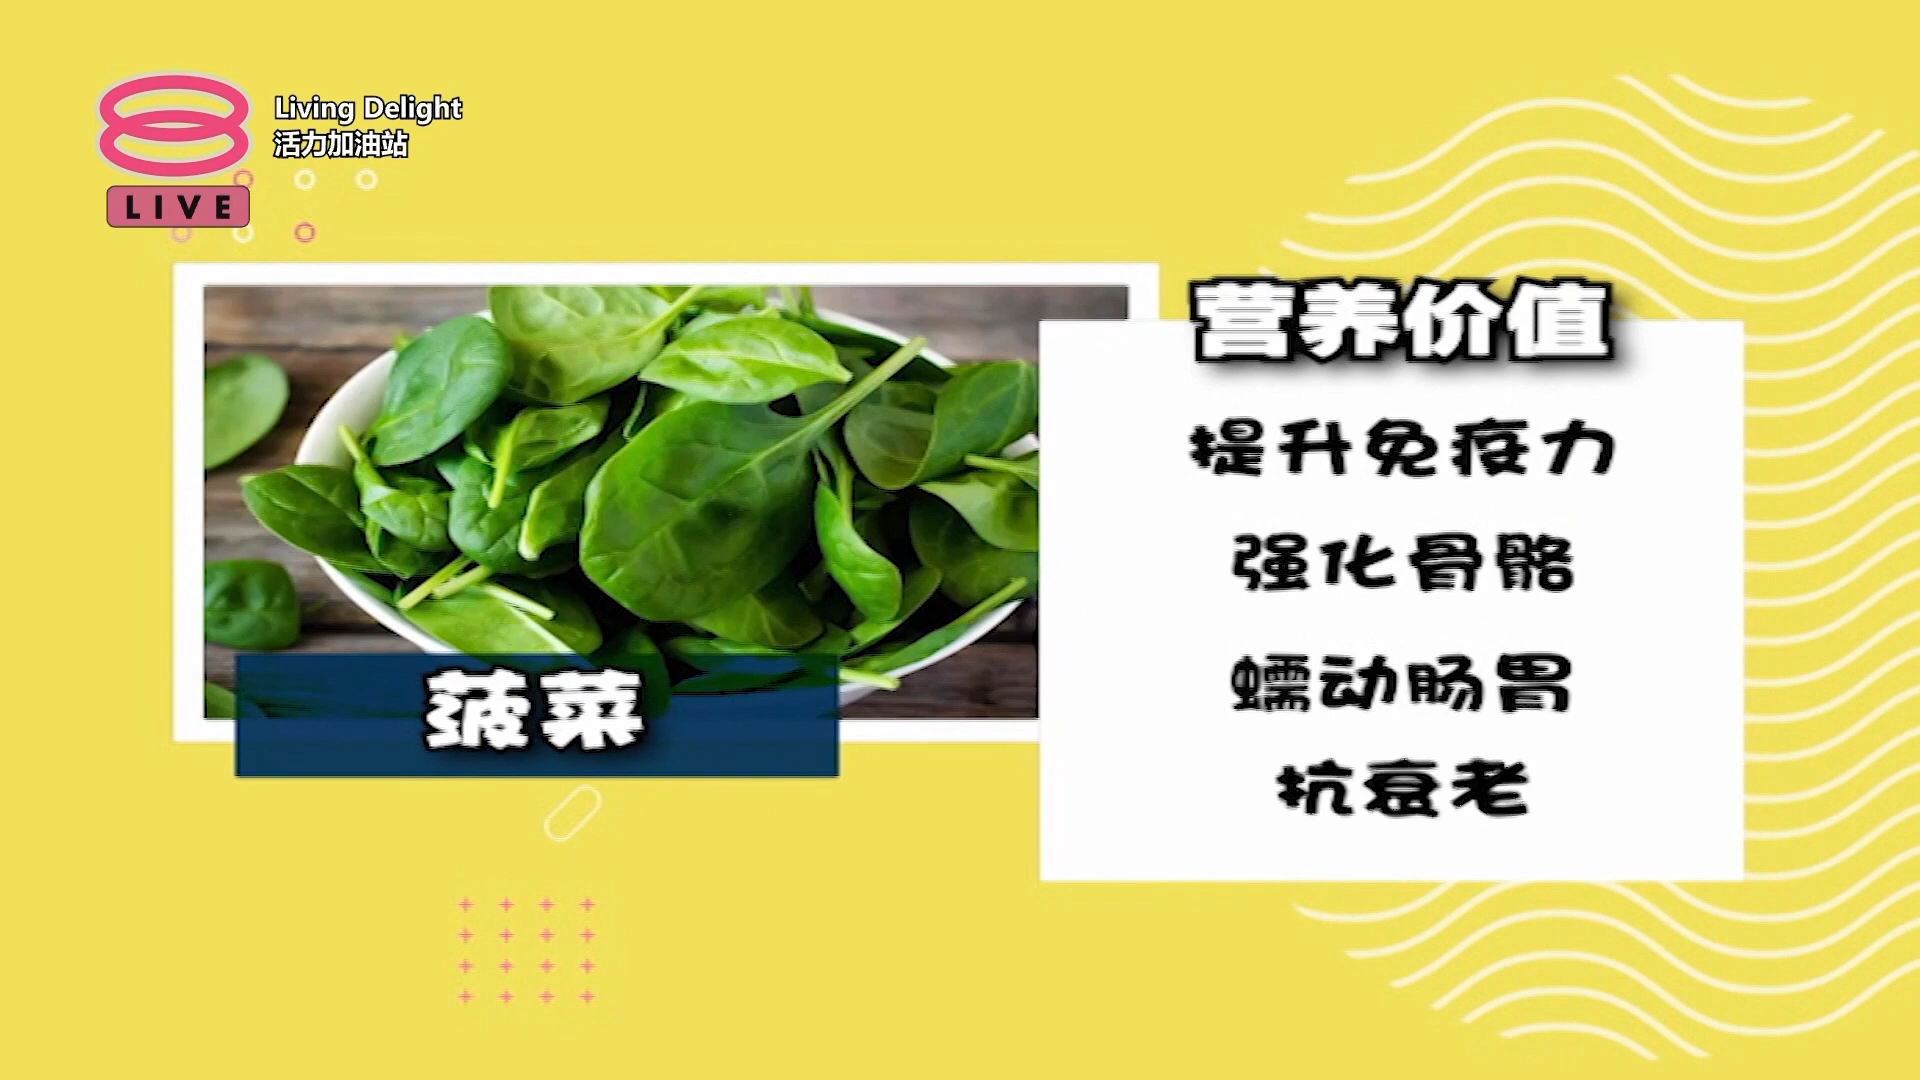 Living Delight
活力加油站
LIVE
营养价值
提升免疫力
强化骨骼
蠕动肠胃
抗衰老
菠菜